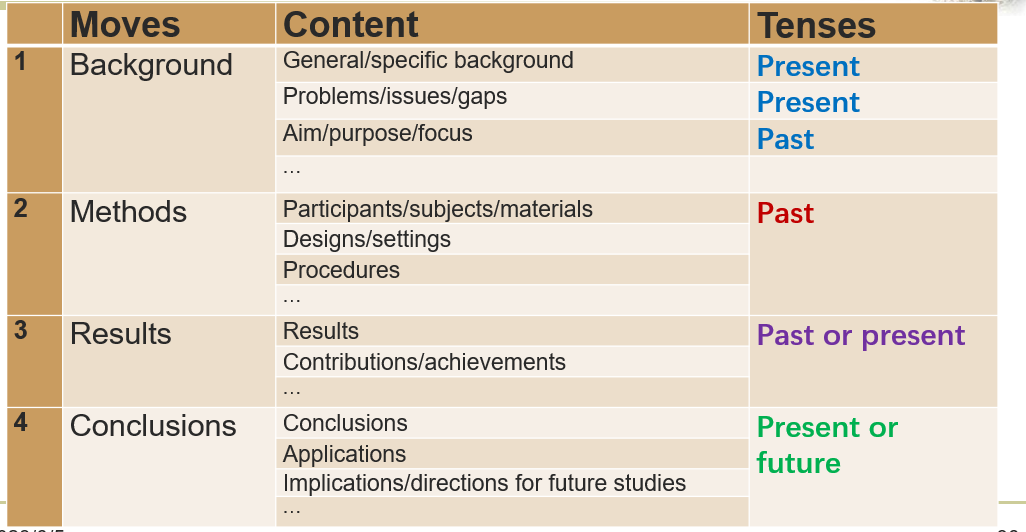 Moves Content Tenses
1 Background General/specific background Present
Problems/issues/gaps Present
Aim/purpose/focus Past
...
2 Methods Participants/subjects/materials Past
Designs/settings
Procedures
...
3 Results Results Past or present
Contributions/achievements
...
4 Conclusions Conclusions Present or
Applications future
Implications/directions for future studies
...